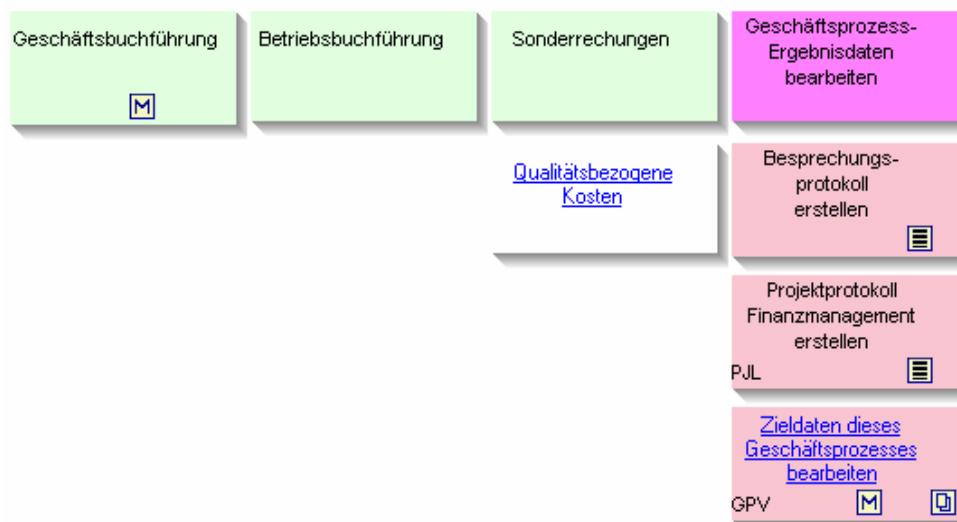 Geschäftsbuchführung
M
Betriebsbuchführung
Sonderrechungen
Geschäftsprozess-
Ergebnisdaten
bearbeiten
Qualitätsbezogene
Kosten
Besprechungs-
protokoll
erstellen
Projektprotokoll
Finanzmanagement
erstellen
PJL
Zieldaten dieses
Geschäftsprozesses
bearbeiten
GPV
M